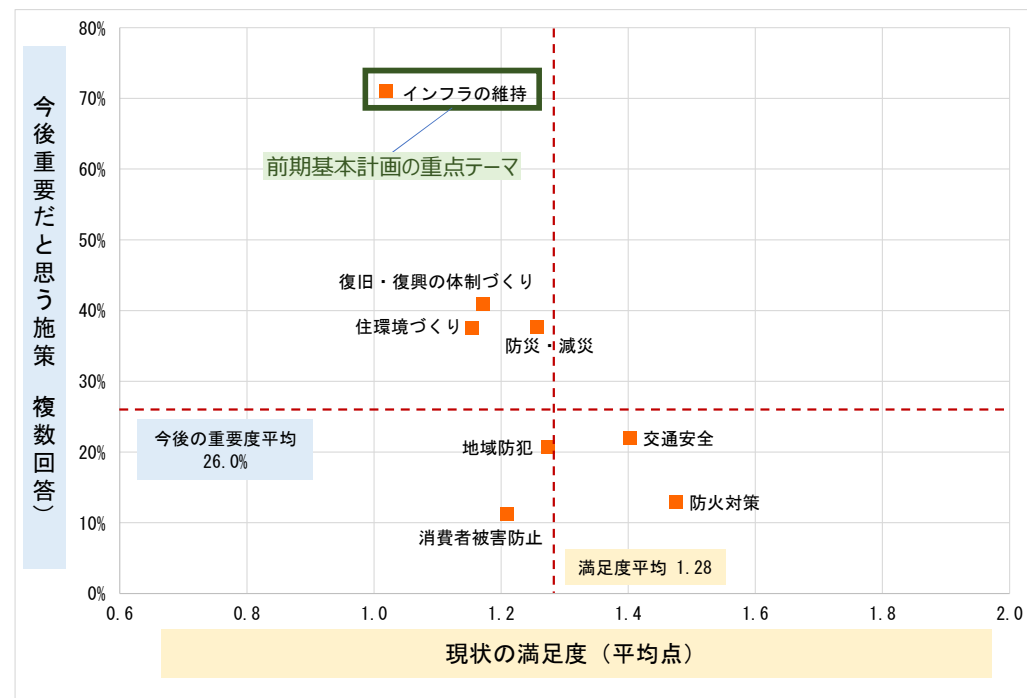 今後重要だと思う施策 複数回答）
80%
70%
60%
50%
40%
30%
20%
10%
0%
インフラの維持
前期基本計画の重点テーマ
復旧・復興の体制づくり
住環境づくり
防災・減災
今後の重要度平均
26.0%
地域防犯
交通安全
防火対策
消費者被害防止
満足度平均 1.28
0.6
1.0
1.2
1.4
1.6
1.8
2.0
現状の満足度（平均点）